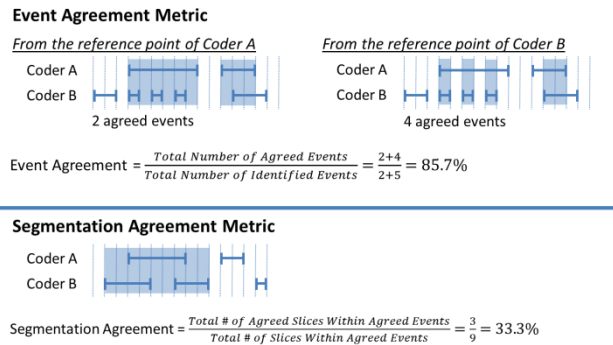 Event Agreement Metric
From the reference point of Coder A
Coder A
Coder B
2 agreed events
From the reference point of Coder B
Coder A
Coder B
4 agreed events
Event Agreement = Total Number of Agreed Events / Total Number of Identified Events = 2+4 / 2+5 = 85.7%
Segmentation Agreement Metric
Coder A
Coder B
Segmentation Agreement = Total # of Agreed Slices Within Agreed Events / Total # of Slices Within Agreed Events = 3 / 9 = 33.3%